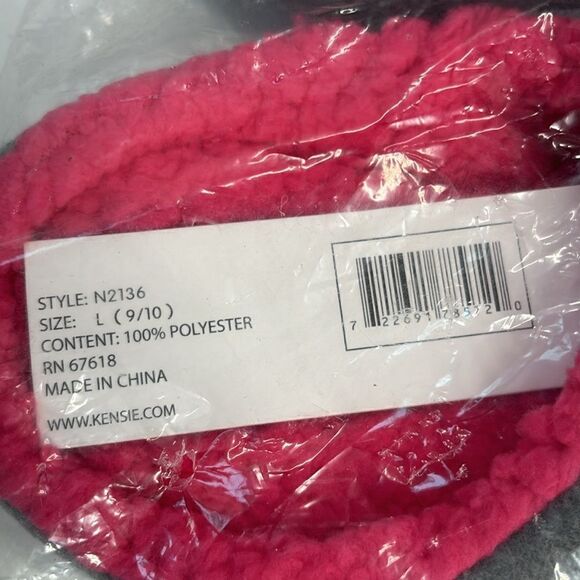 STYLE: N2136
SIZE: L ( 9/10 )
CONTENT: 100% POLYESTER
RN 67618
MADE IN CHINA
WWW.KENSIE.COM
7 22691 78572 0